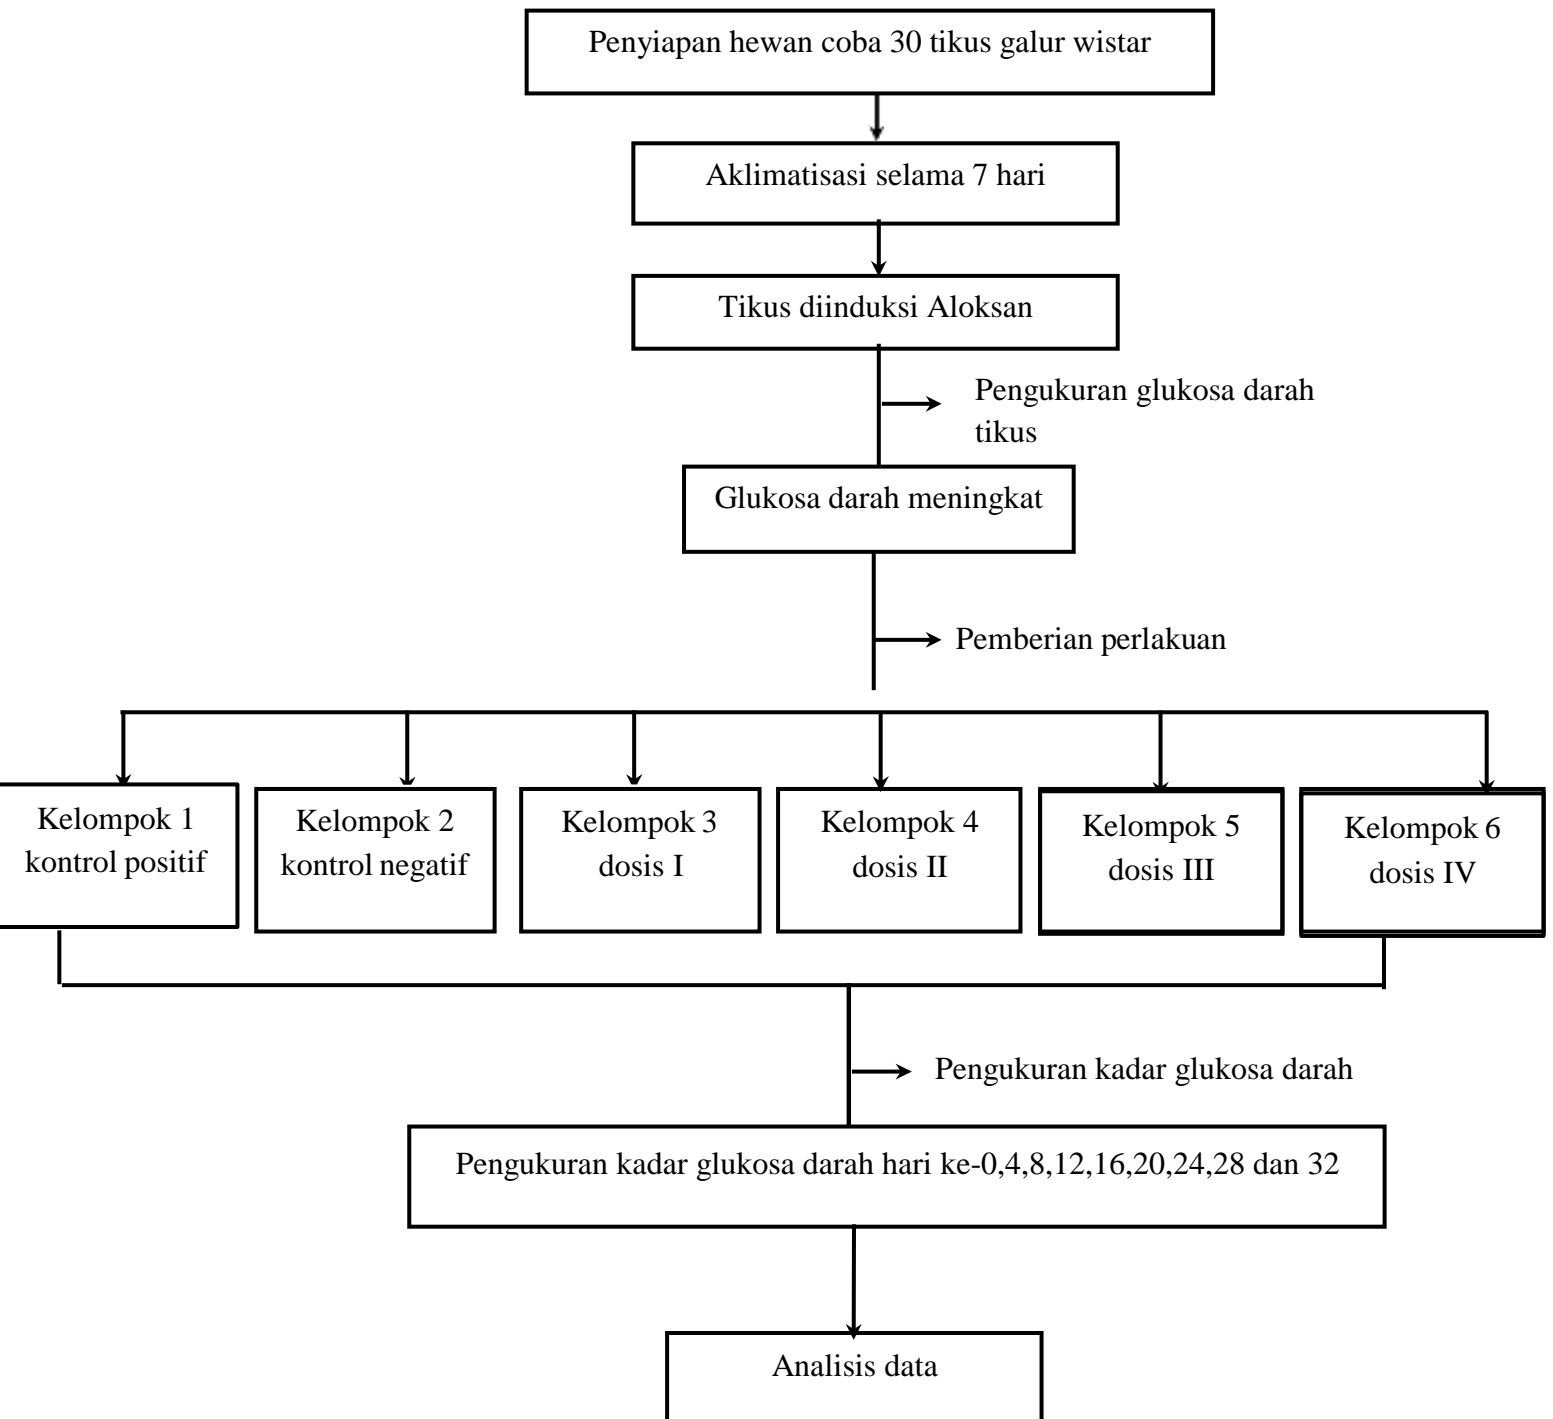 Penyiapan hewan coba 30 tikus galur wistar
Aklimatisasi selama 7 hari
Tikus diinduksi Aloksan
Pengukuran glukosa darah
tikus
Glukosa darah meningkat
Pemberian perlakuan
Kelompok 1
kontrol positif
Kelompok 2
kontrol negatif
Kelompok 3
dosis I
Kelompok 4
dosis II
Kelompok 5
dosis III
Kelompok 6
dosis IV
Pengukuran kadar glukosa darah
Pengukuran kadar glukosa darah hari ke-0,4,8,12,16,20,24,28 dan 32
Analisis data